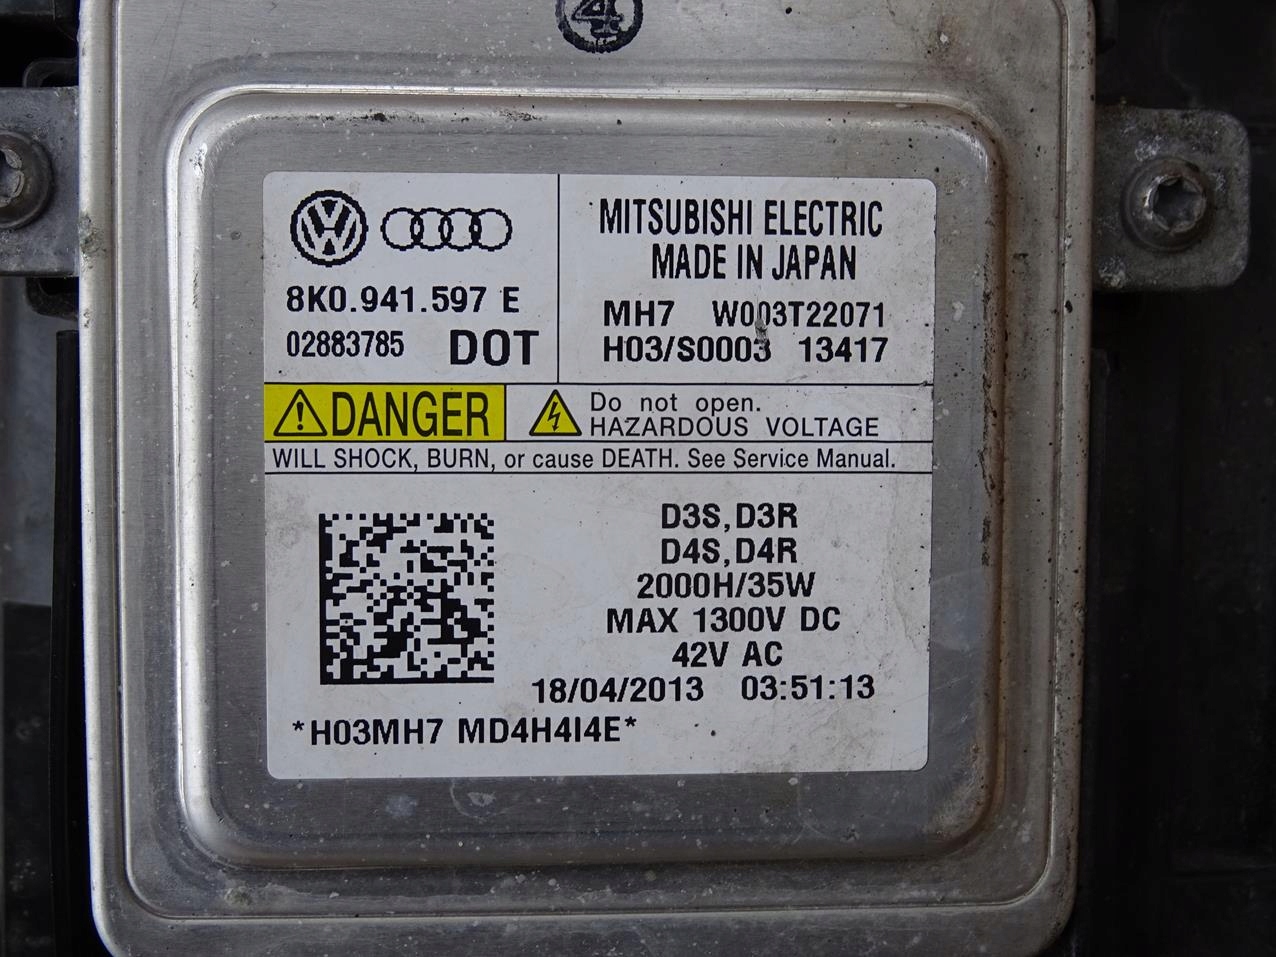 4
8K0.941.597 E
02883785 DOT
MITSUBISHI ELECTRIC
MADE IN JAPAN
MH7 W003T22071
H03/S0003 13417
DANGER
Do not open.
HAZARDOUS VOLTAGE
WILL SHOCK, BURN, or cause DEATH. See Service Manual.
D3S, D3R
D4S, D4R
2000H/35W
MAX 1300V DC
42V AC
18/04/2013 03:51:13
*H03MH7 MD4H4I4E*